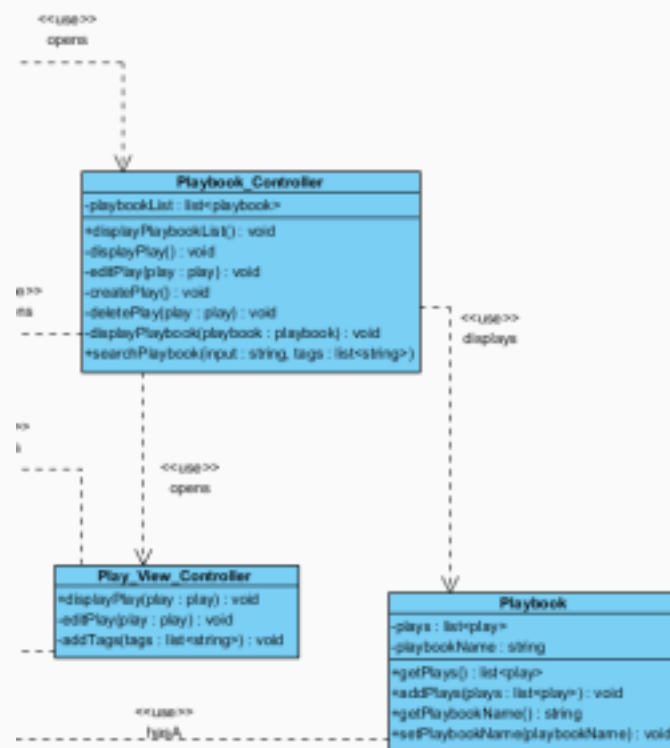 <<use>>
opens
Playbook_Controller
-playbookList : list<playbook>
+displayPlaybookList() : void
-displayPlay() : void
-editPlay(play : play) : void
-createPlay() : void
-deletePlay(play : play) : void
-displayPlaybook(playbook : playbook) : void
+searchPlaybook(input : string, tags : list<string>)
<<use>>
displays
<<use>>
opens
Play_View_Controller
+displayPlay(play : play) : void
-editPlay(play : play) : void
-addTags(tags : list<string>) : void
Playbook
-plays : list<play>
-playbookName : string
+getPlays() : list<play>
+addPlays(plays : list<play>) : void
+getPlaybookName() : string
+setPlaybookName(playbookName) : void
<<use>>
hasA